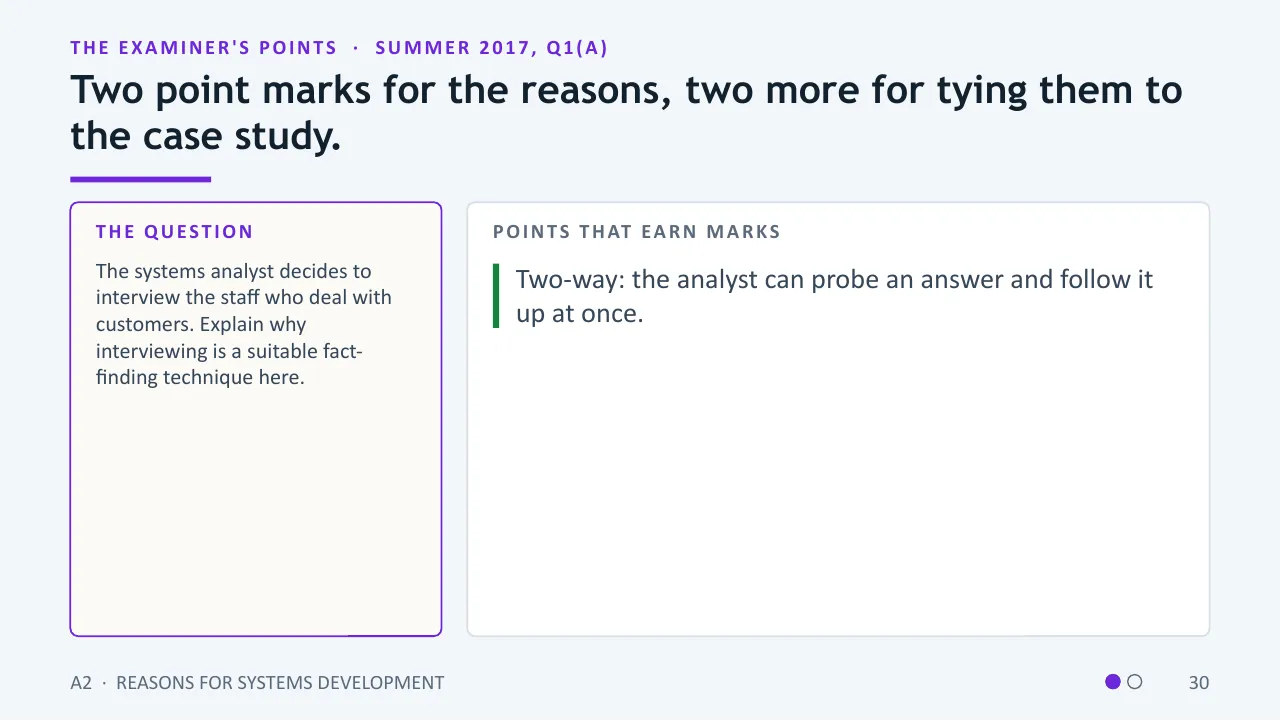 THE EXAMINER'S POINTS · SUMMER 2017, Q1(A)
Two point marks for the reasons, two more for tying them to
the case study.
THE QUESTION
The systems analyst decides to
interview the staff who deal with
customers. Explain why
interviewing is a suitable fact-
finding technique here.
POINTS THAT EARN MARKS
Two-way: the analyst can probe an answer and follow it
up at once.
A2 · REASONS FOR SYSTEMS DEVELOPMENT
30